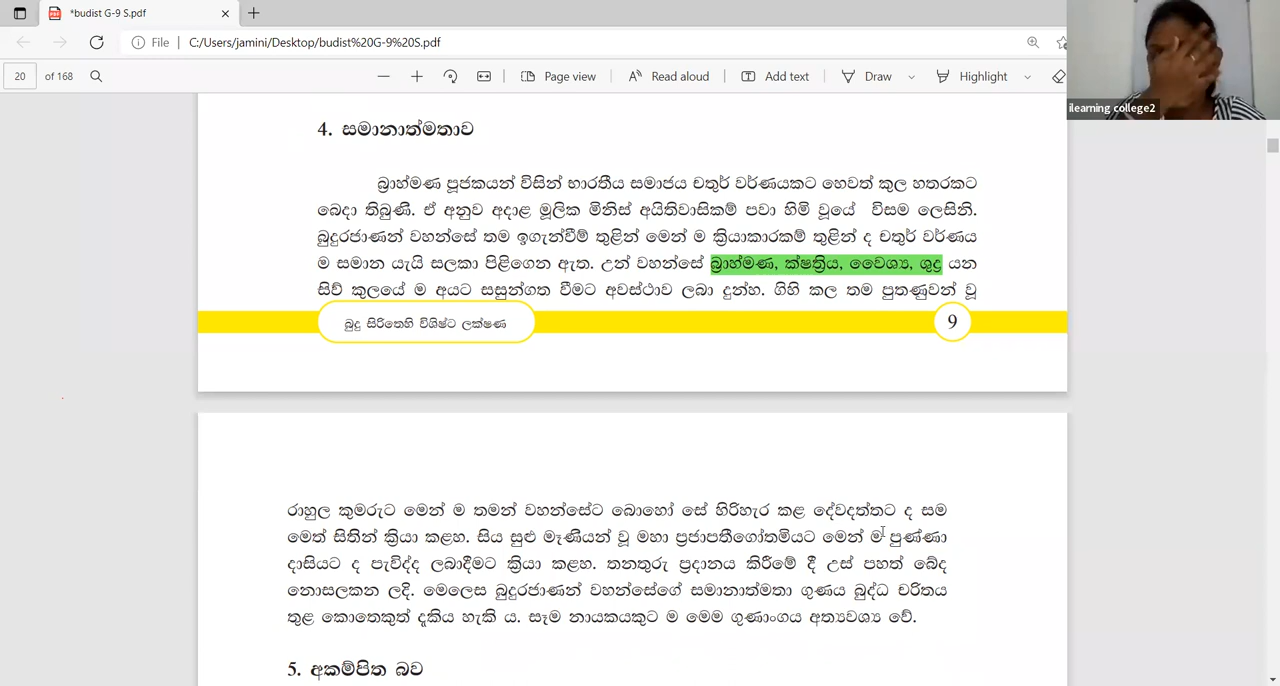 *budist G-9 S.pdf
File
C:/Users/jamini/Desktop/budist%20G-9%20S.pdf
20 of 168
Page view
Read aloud
Add text
Draw
Highlight
ilearning college2
4. සමානාත්මතාව
බ්‍රාහ්මණ පූජකයන් විසින් භාරතීය සමාජය චතුර් වර්ණයකට හෙවත් කුල හතරකට
බෙදා තිබුණි. ඒ අනුව අදාළ මූලික මිනිස් අයිතිවාසිකම් පවා හිමි වූයේ විසම ලෙසිනි.
බුදුරජාණන් වහන්සේ තම ඉගැන්වීම් තුළින් මෙන් ම ක්‍රියාකාරකම් තුළින් ද චතුර් වර්ණය
ම සමාන යැයි සලකා පිළිගෙන ඇත. උන් වහන්සේ බ්‍රාහ්මණ, ක්ෂත්‍රිය, වෛශ්‍ය, ශුද්‍ර යන
සිව් කුලයේ ම අයට සසුන්ගත වීමට අවස්ථාව ලබා දුන්හ. ගිහි කල තම පුතණුවන් වූ
බුදු සිරිතෙහි විශිෂ්ට ලක්ෂණ
9
රාහුල කුමරුට මෙන් ම තමන් වහන්සේට බොහෝ සේ හිරිහැර කළ දේවදත්තට ද සම
මෙත් සිතින් ක්‍රියා කළහ. සිය සුළු මෑණියන් වූ මහා ප්‍රජාපතීගෝතමියට මෙන් ම පුණ්ණා
දාසියට ද පැවිද්ද ලබාදීමට ක්‍රියා කළහ. තනතුරු ප්‍රදානය කිරීමේ දී උස් පහත් බේද
නොසලකන ලදි. මෙලෙස බුදුරජාණන් වහන්සේගේ සමානාත්මතා ගුණය බුද්ධ චරිතය
තුළ කොතෙකුත් දැකිය හැකි ය. සෑම නායකයකුට ම මෙම ගුණාංගය අත්‍යවශ්‍ය වේ.
5. අකම්පිත බව